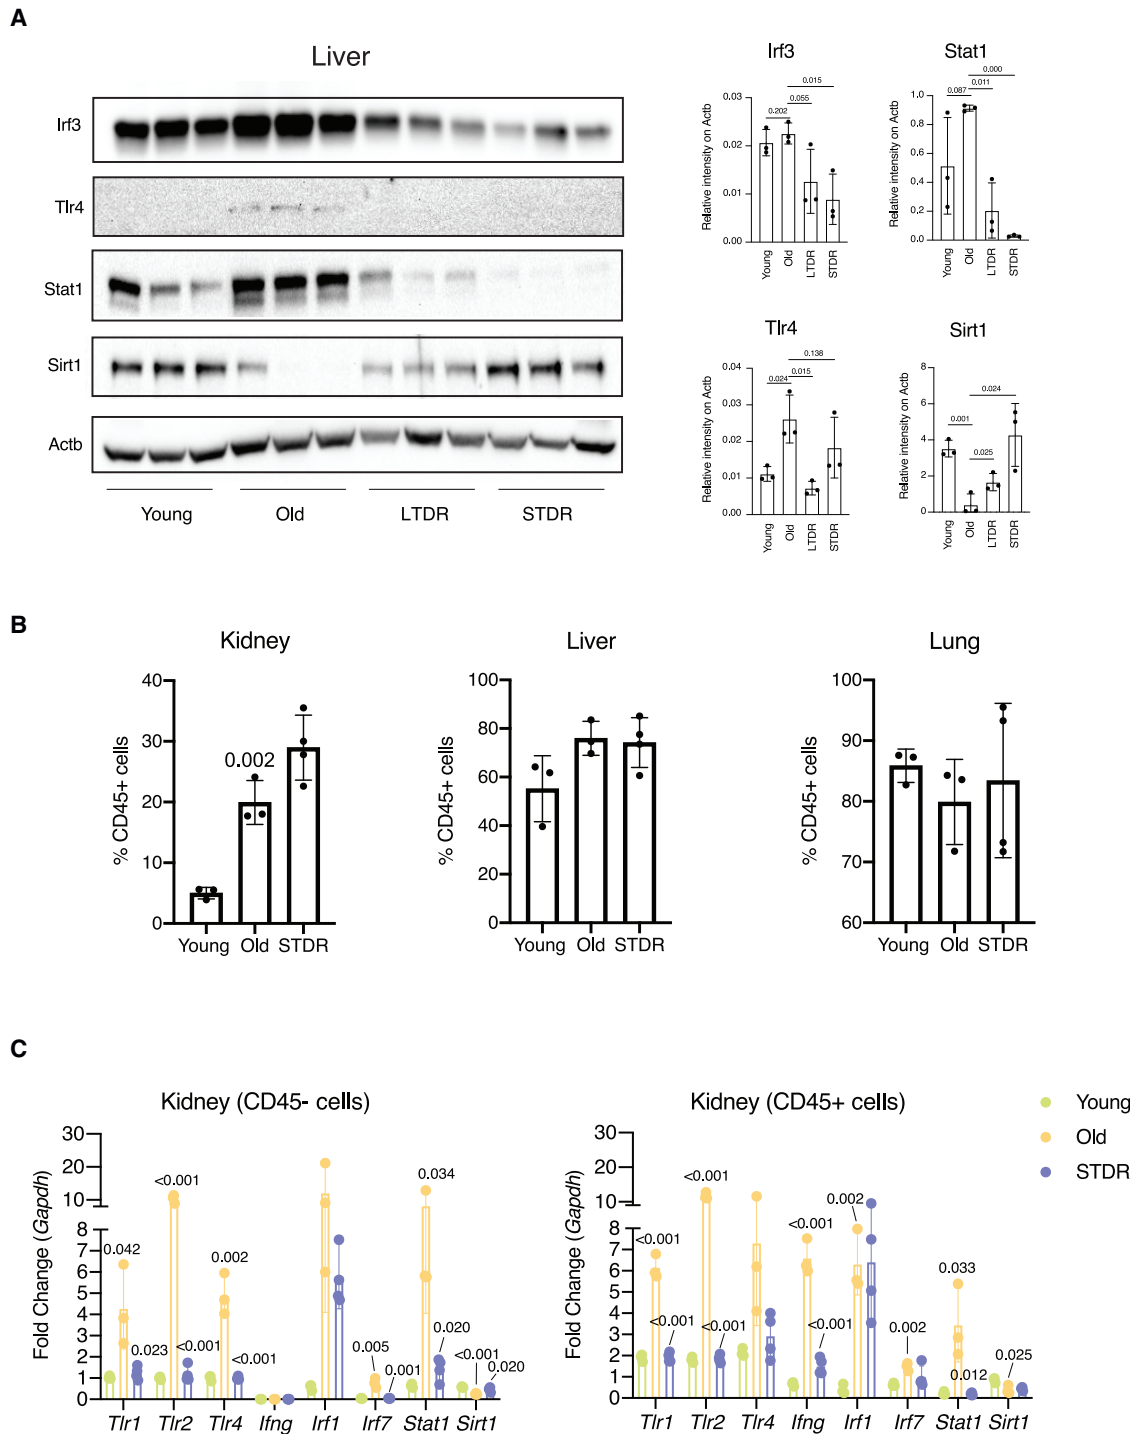 A
Liver
Irf3
Tlr4
Stat1
Sirt1
Actb
Young Old LTDR STDR
Irf3
0.015
0.055
0.202
Relative intensity on Actb
0.03
0.02
0.01
0.00
Young Old LTDR STDR
Stat1
0.000
0.011
0.087
Relative intensity on Actb
1.0
0.8
0.6
0.4
0.2
0.0
Young Old LTDR STDR
Tlr4
0.138
0.015
0.024
Relative intensity on Actb
0.04
0.03
0.02
0.01
0.00
Young Old LTDR STDR
Sirt1
0.024
0.001
0.025
Relative intensity on Actb
8
6
4
2
0
Young Old LTDR STDR
B
Kidney
% CD45+ cells
40
30
20
10
0
0.002
Young Old STDR
Liver
% CD45+ cells
100
80
60
40
20
0
Young Old STDR
Lung
% CD45+ cells
100
90
80
70
60
Young Old STDR
C
Kidney (CD45- cells)
Fold Change (Gapdh)
30
20
10
8
7
6
5
4
3
2
1
0
0.042
0.023
<0.001
<0.001
0.002
<0.001
0.005
0.001
0.034
0.020
<0.001
0.020
Tlr1 Tlr2 Tlr4 Ifng Irf1 Irf7 Stat1 Sirt1
Kidney (CD45+ cells)
Fold Change (Gapdh)
30
20
10
8
7
6
5
4
3
2
1
0
<0.001
<0.001
<0.001
<0.001
<0.001
<0.001
0.002
0.002
0.033
0.012
0.025
Tlr1 Tlr2 Tlr4 Ifng Irf1 Irf7 Stat1 Sirt1
Young
Old
STDR